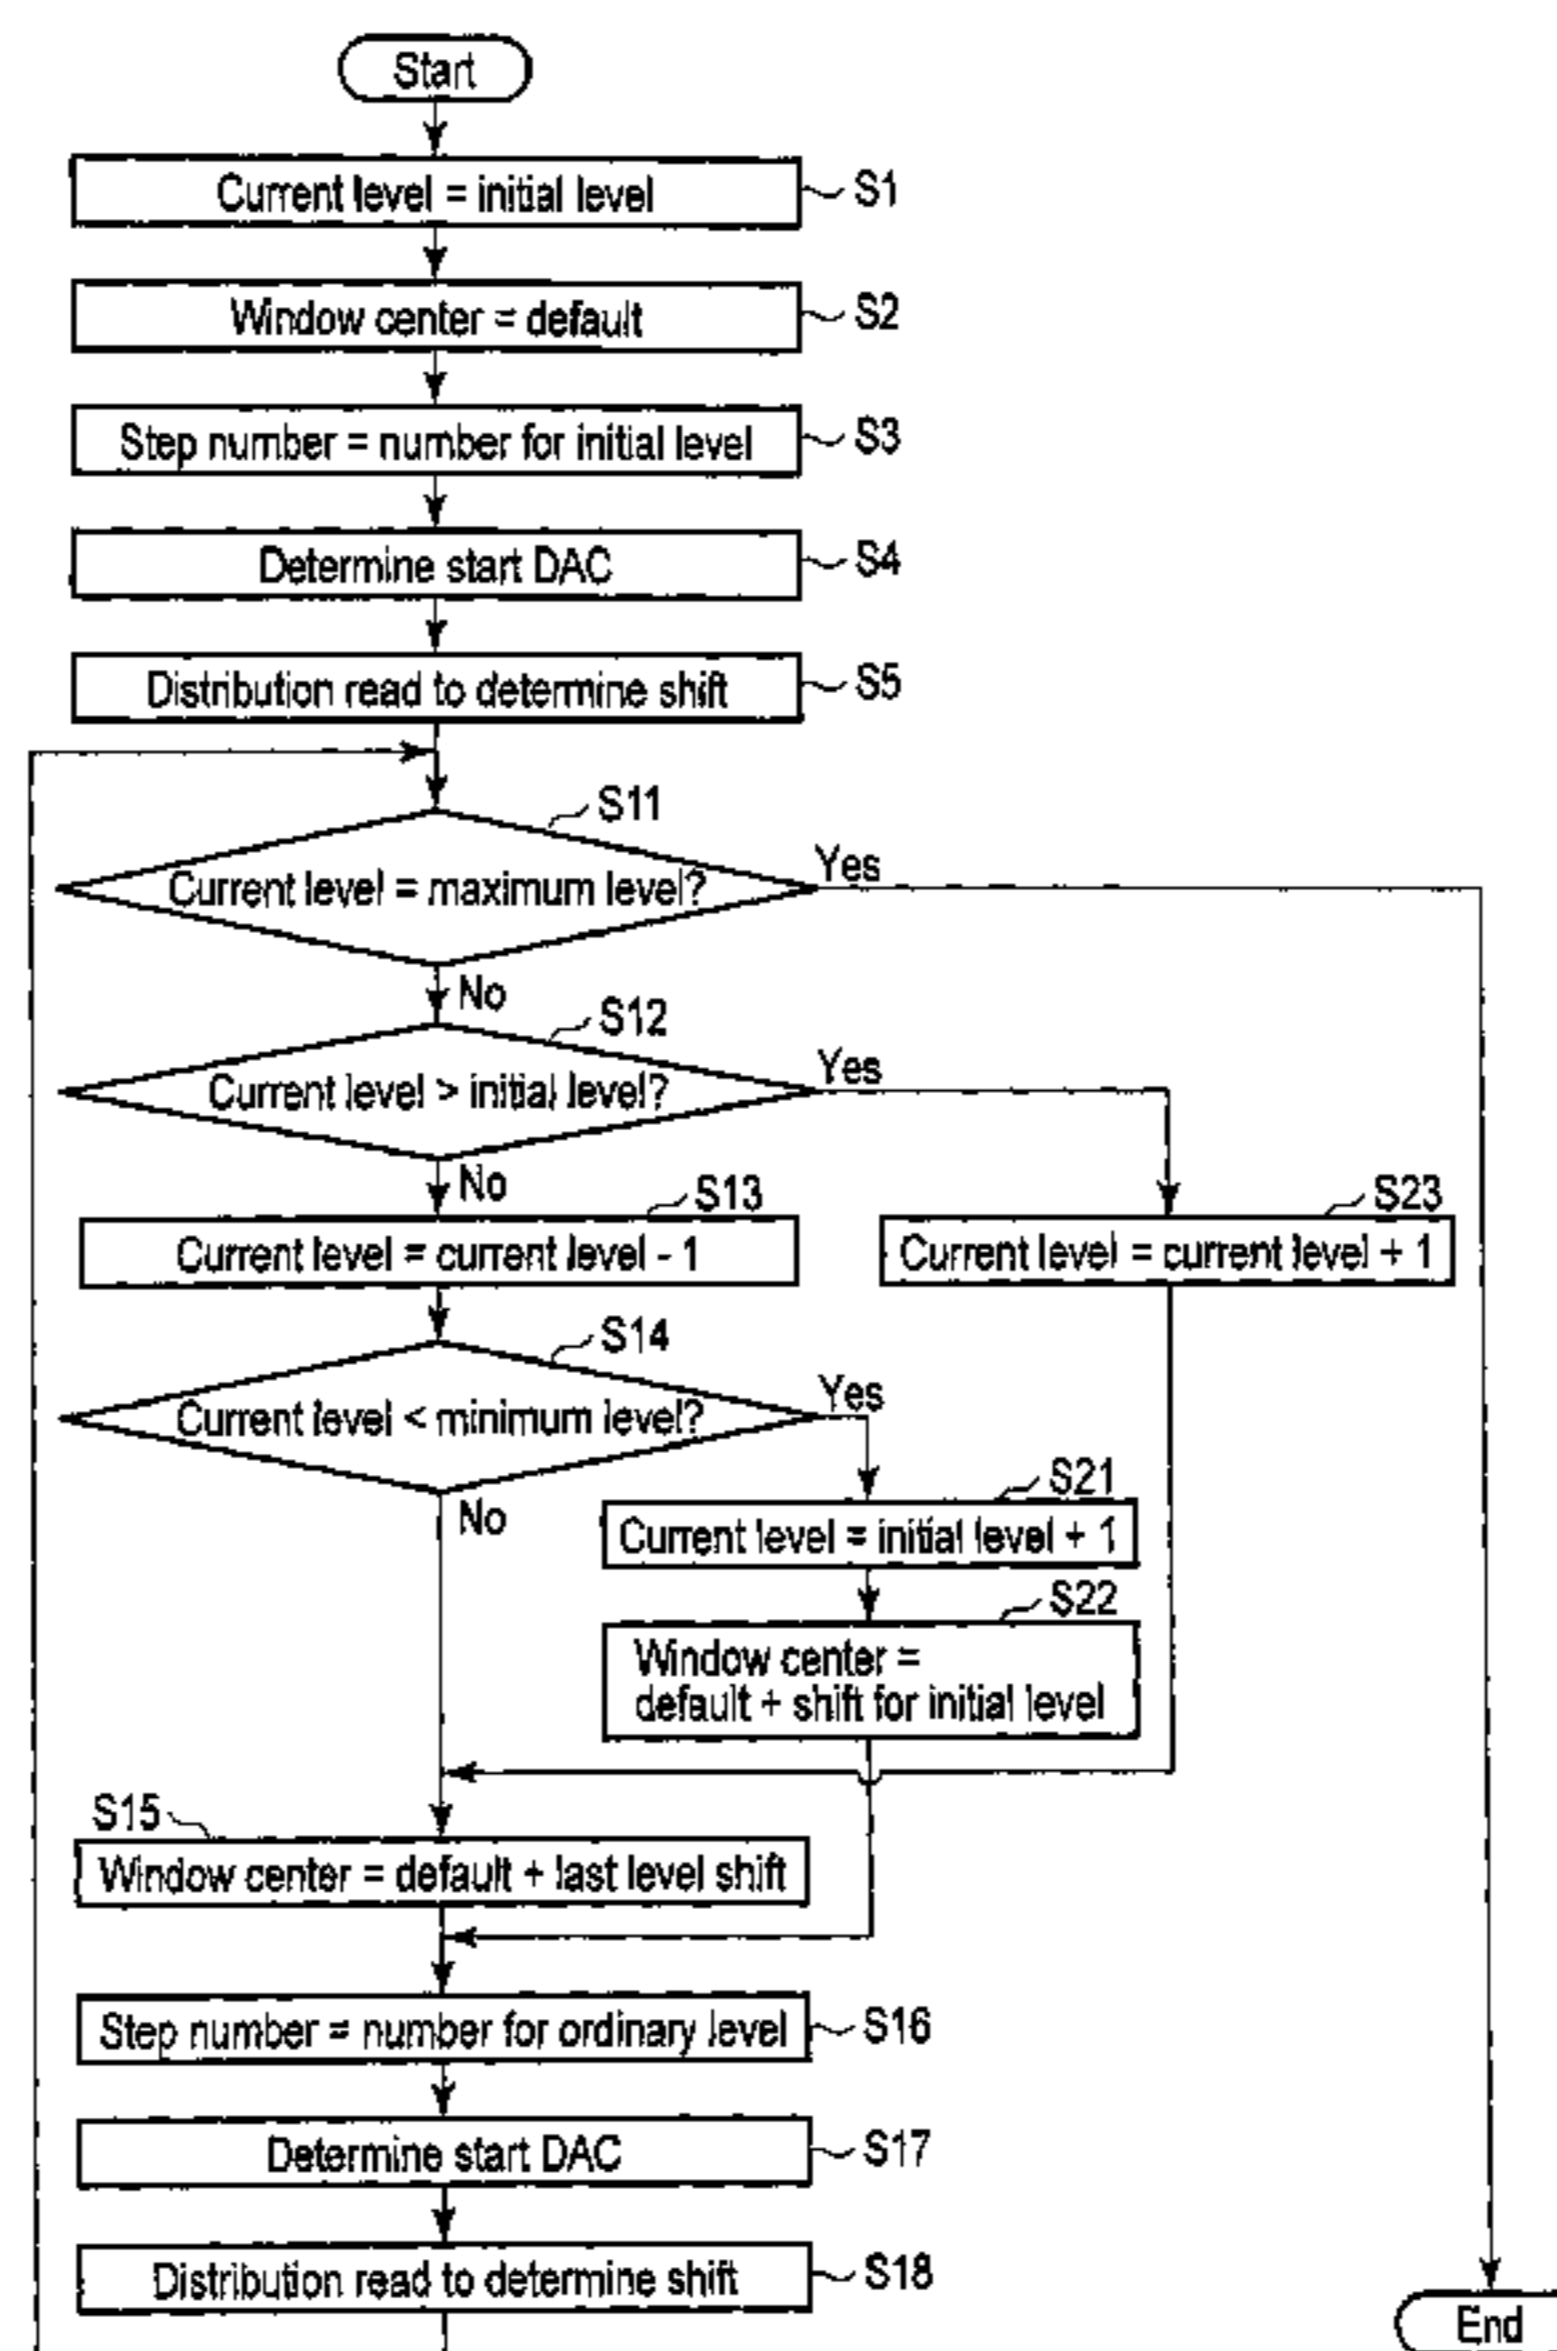 Start
Current level = initial level
S1
Window center = default
S2
Step number = number for initial level
S3
Determine start DAC
S4
Distribution read to determine shift
S5
S11
Current level = maximum level?
Yes
No
S12
Current level > initial level?
Yes
No
S13
Current level = current level - 1
S23
Current level = current level + 1
S14
Current level < minimum level?
Yes
No
S21
Current level = initial level + 1
S22
Window center =
default + shift for initial level
S15
Window center = default + last level shift
Step number = number for ordinary level
S16
Determine start DAC
S17
Distribution read to determine shift
S18
End